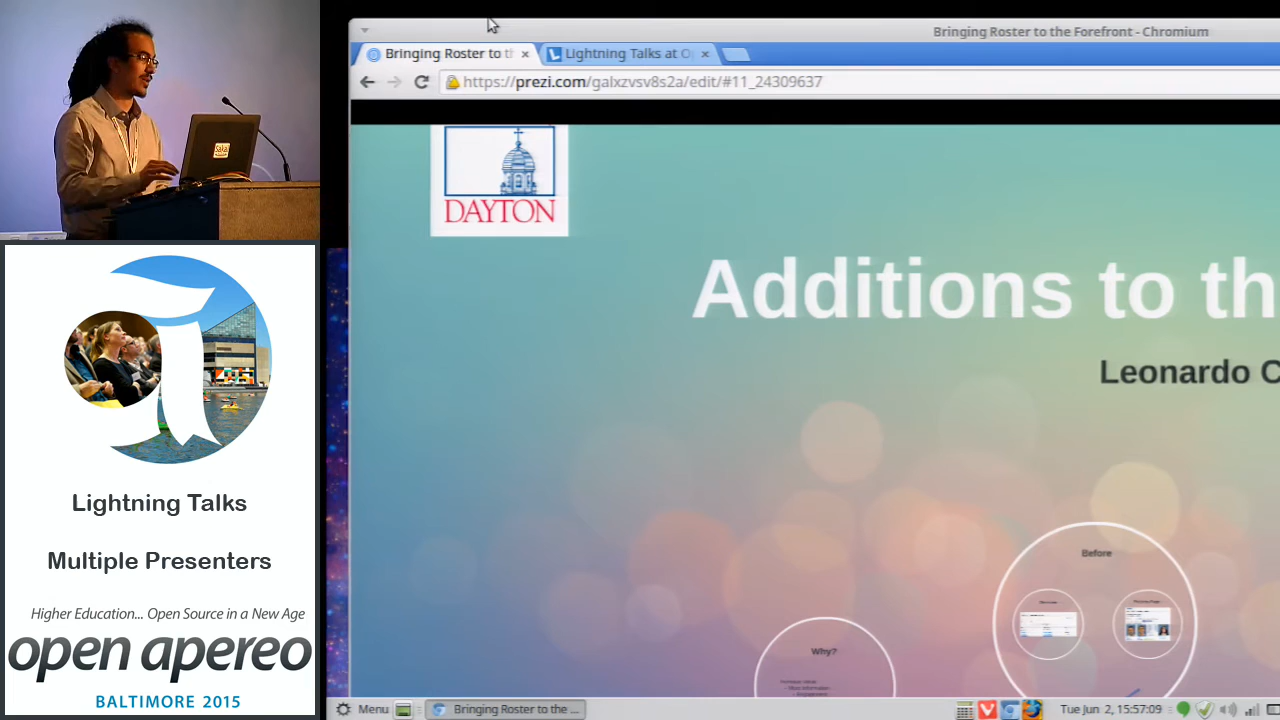 Bringing Roster to the Forefront - Chromium
Bringing Roster to t
Lightning Talks at O
https://prezi.com/galxzvsv8s2a/edit/#11_24309637
DAYTON
Additions to th
Leonardo C
Before
Why?
Lightning Talks
Multiple Presenters
Higher Education... Open Source in a New Age
open apereo
BALTIMORE 2015
Menu
Bringing Roster to the ...
Tue Jun 2, 15:57:09